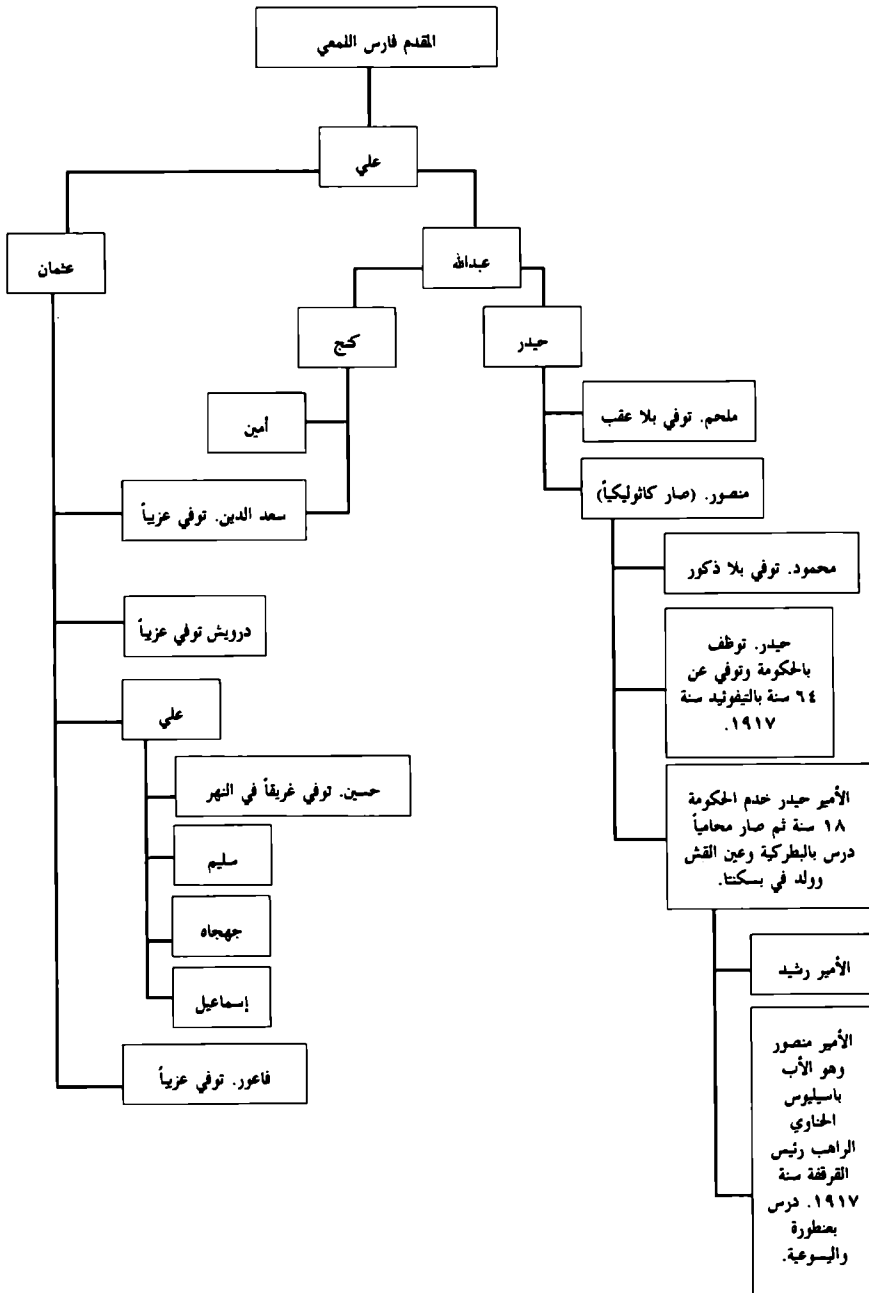 المقدم فارس اللمعي
علي
عثمان
عبدالله
كنج
حيدر
أمين
ملحم. توفي بلا عقب
سعد الدين. توفي عزيباً
منصور. (صار كاثوليكياً)
محمود. توفي بلا ذكور
درويش توفي عزيباً
حيدر. توظف
بالحكومة وتوفي عن
٦٤ سنة بالتيفوئيد سنة
١٩١٧.
علي
حسين. توفي غريقاً في النهر
سليم
جهجاه
إسماعيل
الأمير حيدر خدم الحكومة
١٨ سنة ثم صار محامياً
درس بالبطركية وعين القش
وولد في بسكنتا.
الأمير رشيد
فاعور. توفي عزيباً
الأمير منصور
وهو الأب
باسيليوس
الحناوي
الراهب رئيس
القرقفة سنة
١٩١٧. درس
بعنطورة
واليسوعية.